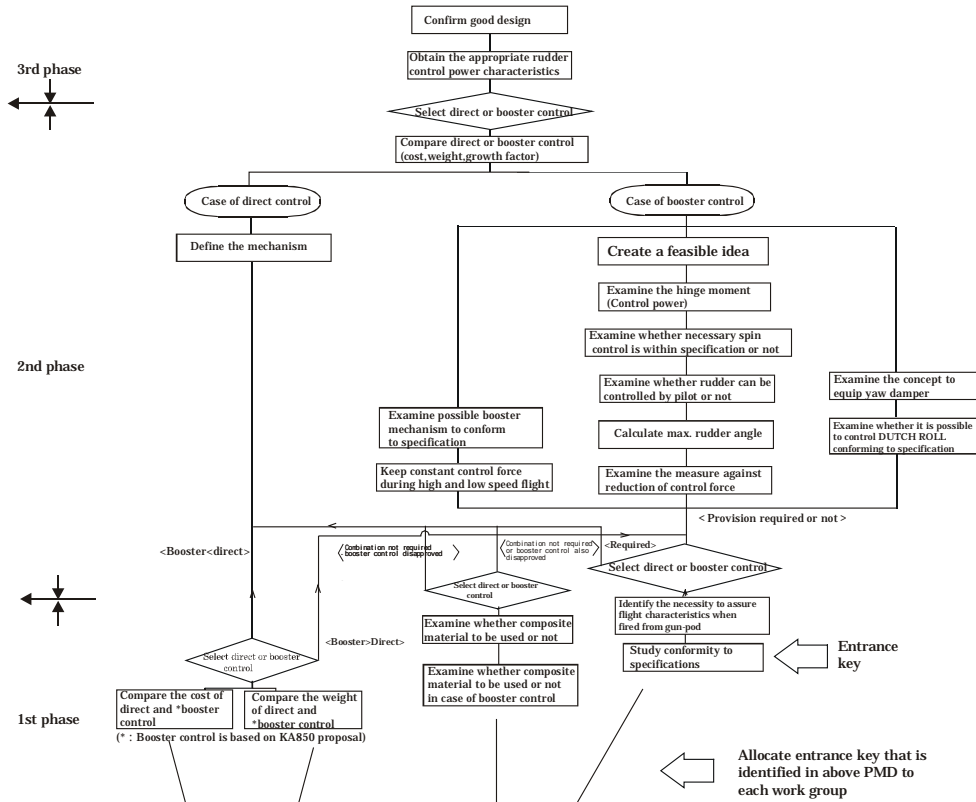 Confirm good design
3rd phase
Obtain the appropriate rudder
control power characteristics
Select direct or booster control
Compare direct or booster control
(cost,weight,growth factor)
Case of direct control
Case of booster control
Define the mechanism
Create a feasible idea
Examine the hinge moment
(Control power)
Examine whether necessary spin
control is within specification or not
2nd phase
Examine whether rudder can be
controlled by pilot or not
Examine the concept to
equip yaw damper
Examine possible booster
mechanism to conform
to specification
Calculate max. rudder angle
Examine whether it is possible
to control DUTCH ROLL
conforming to specification
Keep constant control force
during high and low speed flight
Examine the measure against
reduction of control force
< Provision required or not >
<Booster<direct>
Combination not required
booster control disapproved
Combination not required
or booster control also
disapproved
<Required>
Select direct or booster control
Select direct or booster
control
Identify the necessity to assure
flight characteristics when
fired from gun-pod
Examine whether composite
material to be used or not
<Booster>Direct>
Study conformity to
specifications
Entrance
key
Select direct or booster
control
Examine whether composite
material to be used or not
in case of booster control
1st phase
Compare the cost of
direct and *booster
control
Compare the weight
of direct and
*booster control
(* : Booster control is based on KA850 proposal)
Allocate entrance key that is
identified in above PMD to
each work group